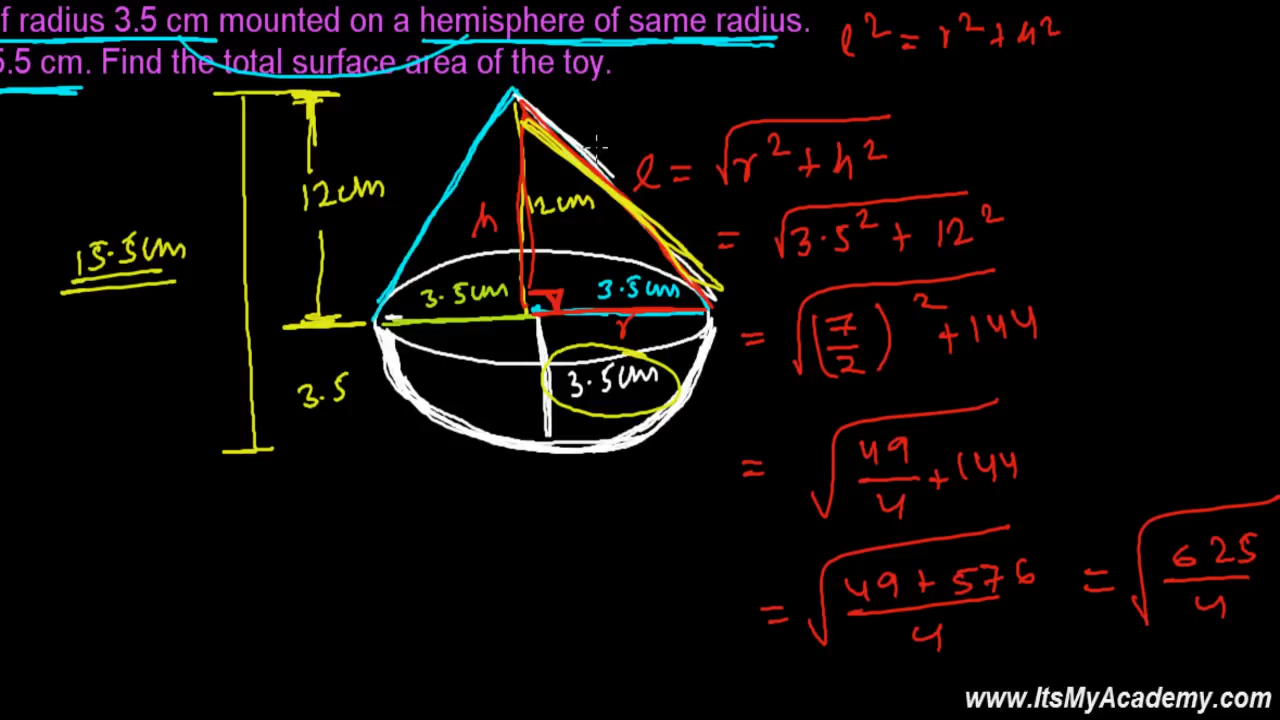 f radius 3.5 cm mounted on a hemisphere of same radius.
5.5 cm. Find the total surface area of the toy.
l² = r² + h²
12cm
15.5cm
3.5
h
12cm
3.5cm
3.5cm
r
3.5cm
l = √r² + h²
= √3.5² + 12²
= √(7/2)² + 144
= √49/4 + 144
= √49 + 576/4 = √625/4
www.ItsMyAcademy.com